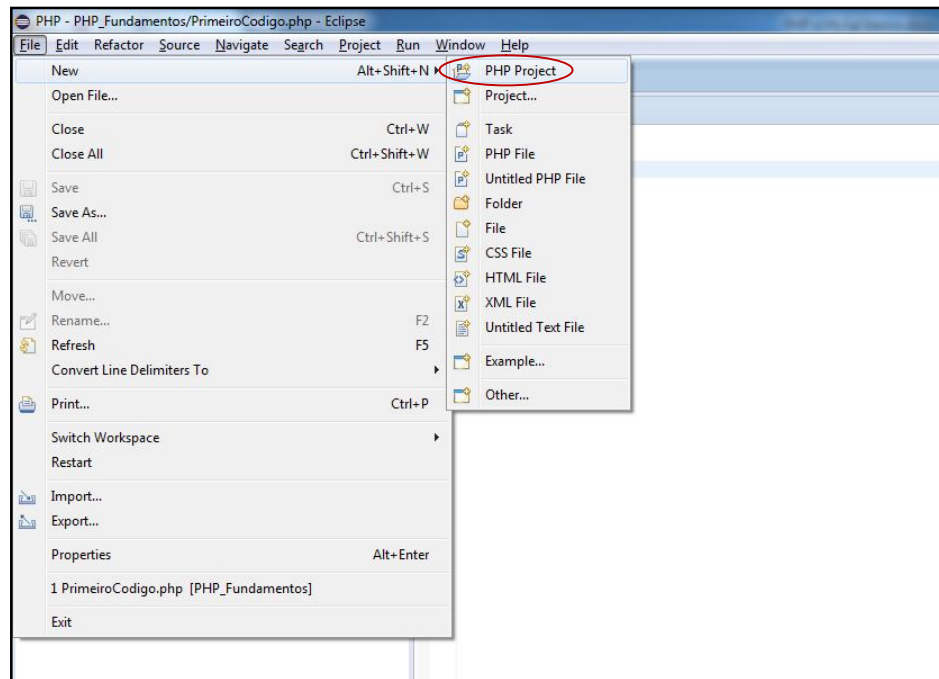 PHP - PHP_Fundamentos/PrimeiroCodigo.php - Eclipse
File Edit Refactor Source Navigate Search Project Run Window Help
New Alt+Shift+N
Open File...
Close Ctrl+W
Close All Ctrl+Shift+W
Save Ctrl+S
Save As...
Save All Ctrl+Shift+S
Revert
Move...
Rename... F2
Refresh F5
Convert Line Delimiters To
Print... Ctrl+P
Switch Workspace
Restart
Import...
Export...
Properties Alt+Enter
1 PrimeiroCodigo.php [PHP_Fundamentos]
Exit
PHP Project
Project...
Task
PHP File
Untitled PHP File
Folder
File
CSS File
HTML File
XML File
Untitled Text File
Example...
Other...